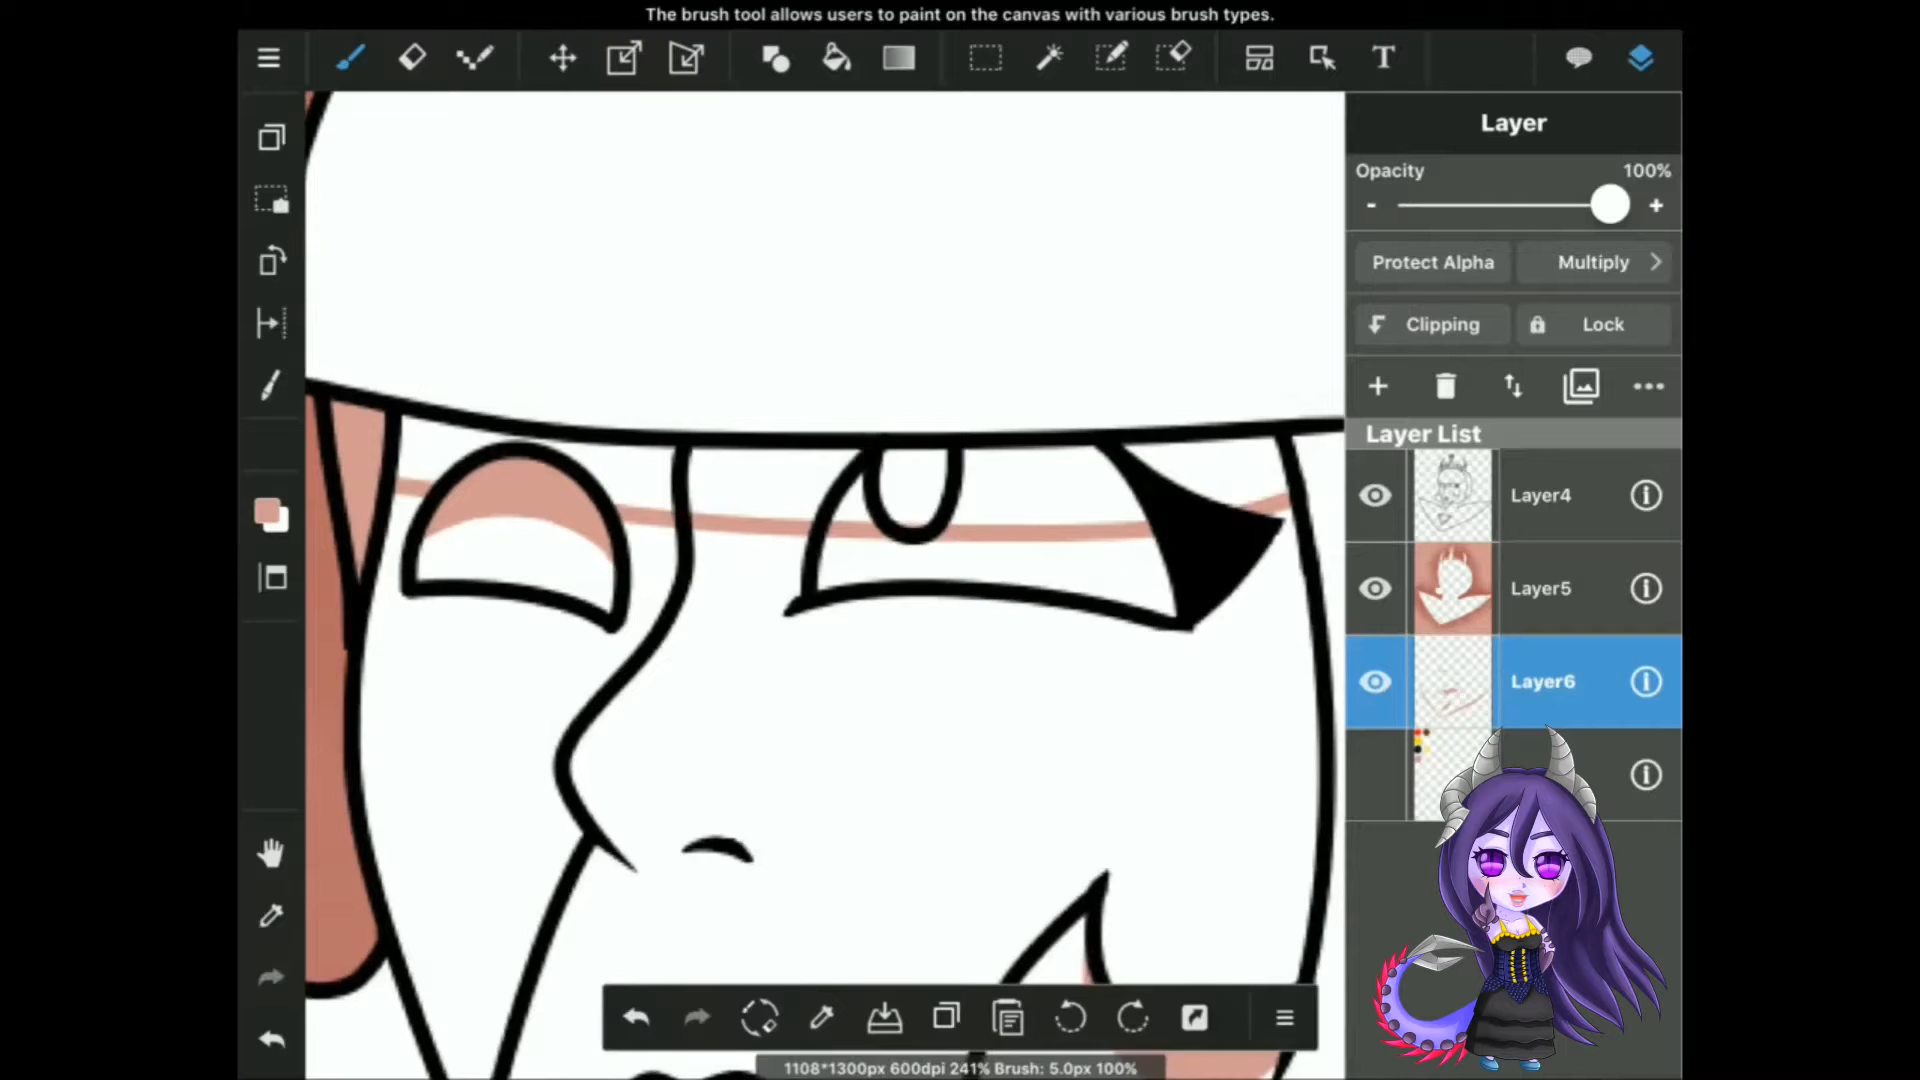 The brush tool allows users to paint on the canvas with various brush types.
T
Layer
Opacity 100%
- +
Protect Alpha Multiply
Clipping Lock
Layer List
Layer4
Layer5
Layer6
1108*1300px 600dpi 241% Brush: 5.0px 100%